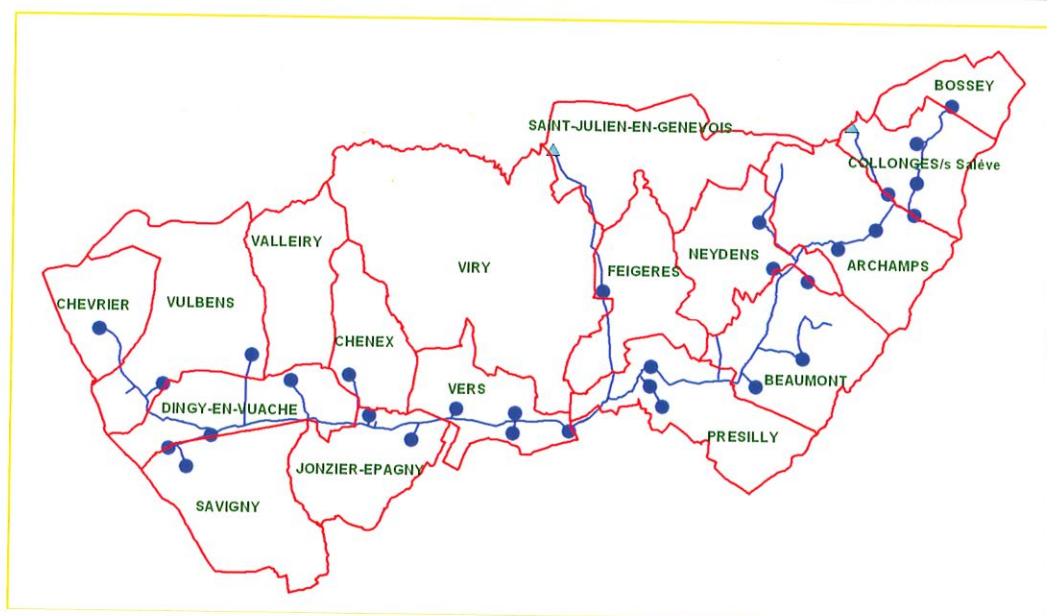 BOSSEY
SAINT-JULIEN-EN-GENEVOIS
COLLONGES/s Salève
VALLEIRY
NEYDENS
ARCHAMPS
VIRY
FEIGERES
CHEVRIER
VULBENS
CHENEX
BEAUMONT
VERS
DINGY-EN-VUACHE
PRESILLY
JONZIER-EPAGNY
SAVIGNY